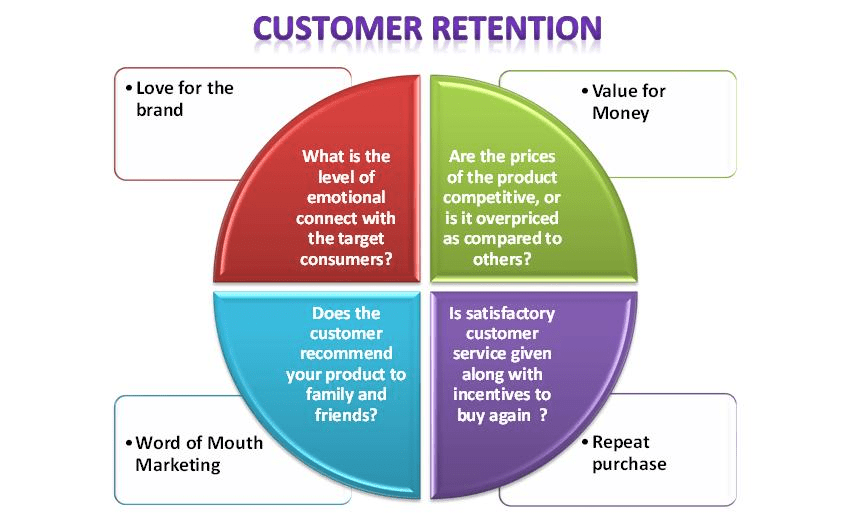 CUSTOMER RETENTION
• Love for the
brand
What is the
level of
emotional
connect with
the target
consumers?
Are the prices
of the product
competitive, or
is it overpriced
as compared to
others?
• Value for
Money
• Word of Mouth
Marketing
Does the
customer
recommend
your product to
family and
friends?
Is satisfactory
customer
service given
along with
incentives to
buy again ?
• Repeat
purchase